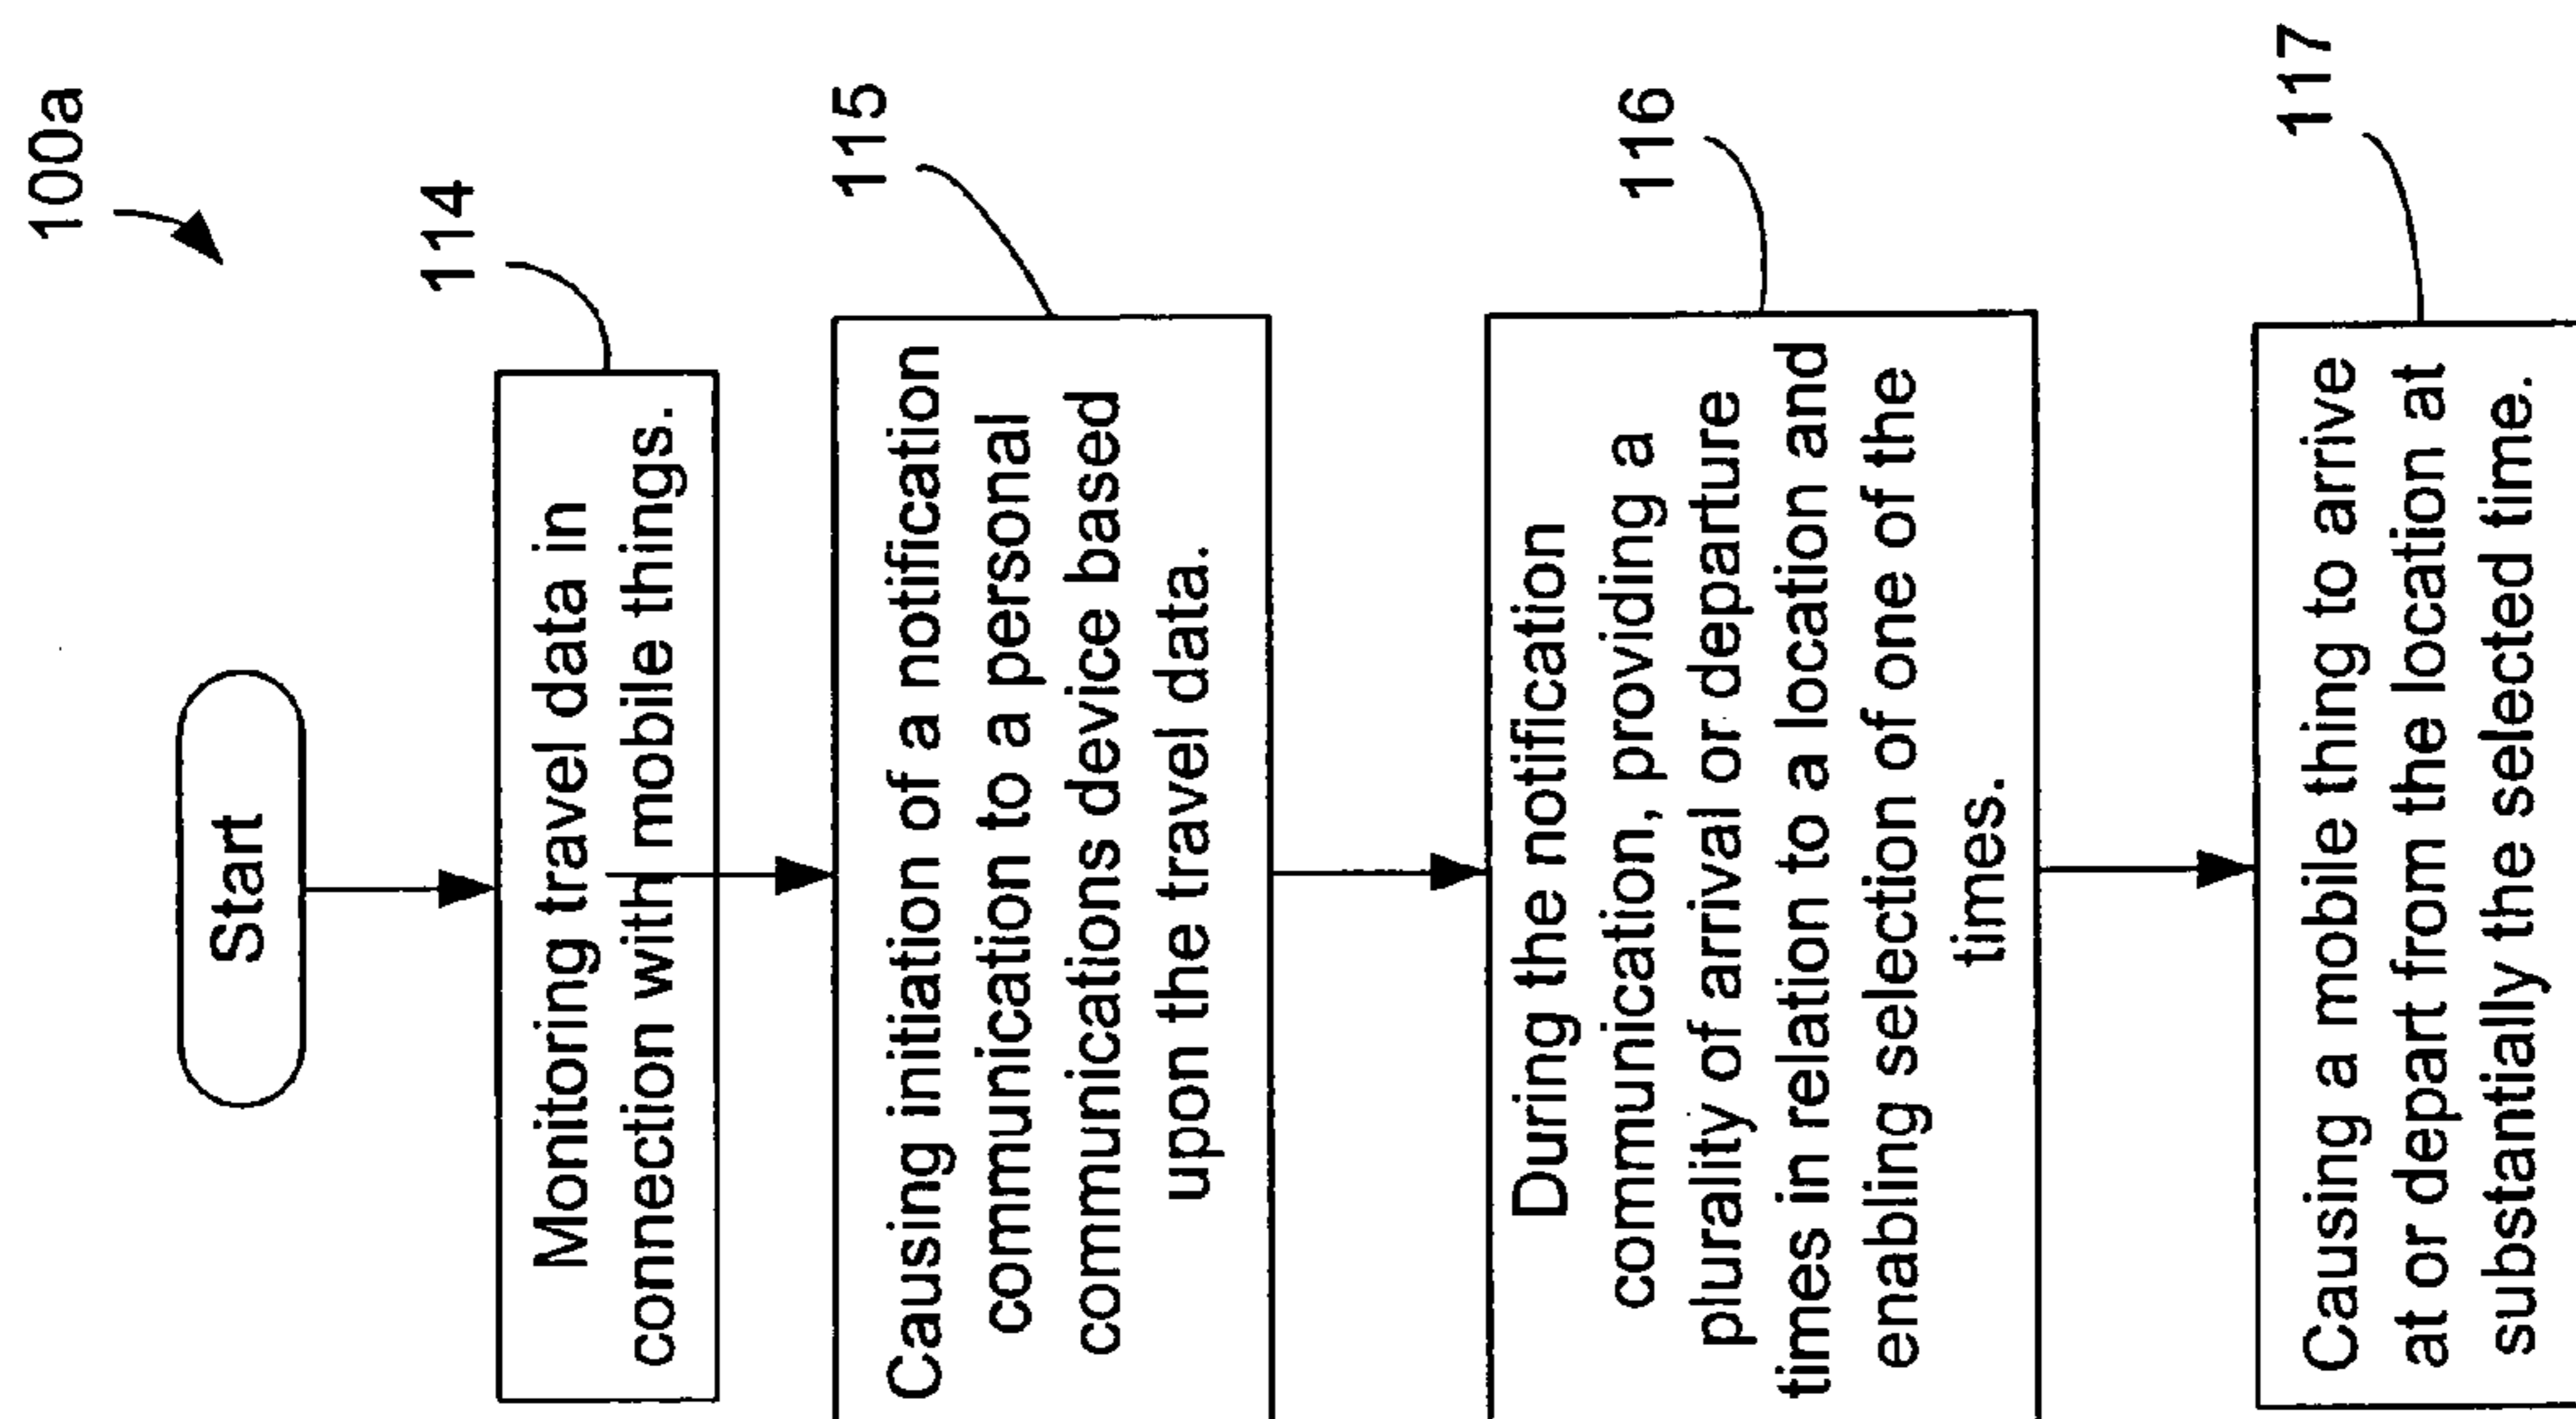 100a
Start
114
Monitoring travel data in
connection with mobile things.
115
Causing initiation of a notification
communication to a personal
communications device based
upon the travel data.
116
During the notification
communication, providing a
plurality of arrival or departure
times in relation to a location and
enabling selection of one of the
times.
117
Causing a mobile thing to arrive
at or depart from the location at
substantially the selected time.